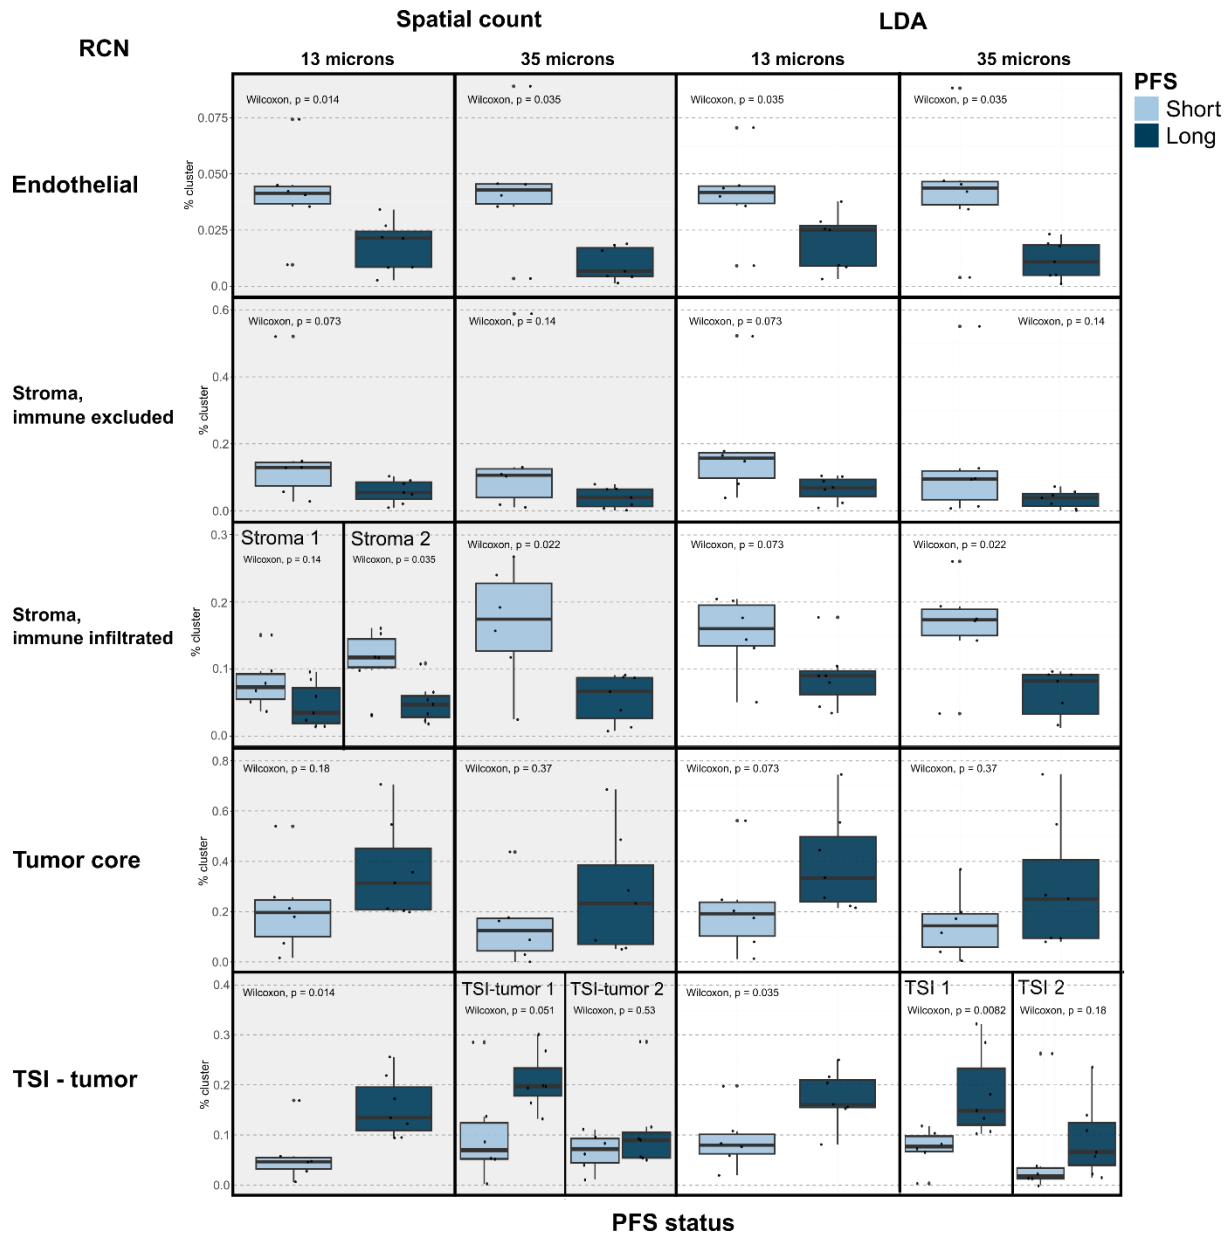 Spatial count
LDA
RCN
13 microns
35 microns
13 microns
35 microns
PFS
Short
Long
Endothelial
% cluster
0.075
0.050
0.025
0.0
Wilcoxon, p = 0.014
Wilcoxon, p = 0.035
Wilcoxon, p = 0.035
Wilcoxon, p = 0.035
Stroma,
immune excluded
% cluster
0.6
0.4
0.2
0.0
Wilcoxon, p = 0.073
Wilcoxon, p = 0.14
Wilcoxon, p = 0.073
Wilcoxon, p = 0.14
Stroma,
immune infiltrated
% cluster
0.3
0.2
0.1
0.0
Stroma 1
Wilcoxon, p = 0.14
Stroma 2
Wilcoxon, p = 0.035
Wilcoxon, p = 0.022
Wilcoxon, p = 0.073
Wilcoxon, p = 0.022
Tumor core
% cluster
0.8
0.6
0.4
0.2
0.0
Wilcoxon, p = 0.18
Wilcoxon, p = 0.37
Wilcoxon, p = 0.073
Wilcoxon, p = 0.37
TSI - tumor
% cluster
0.4
0.3
0.2
0.1
0.0
Wilcoxon, p = 0.014
TSI-tumor 1
Wilcoxon, p = 0.051
TSI-tumor 2
Wilcoxon, p = 0.53
Wilcoxon, p = 0.035
TSI 1
Wilcoxon, p = 0.0082
TSI 2
Wilcoxon, p = 0.18
PFS status